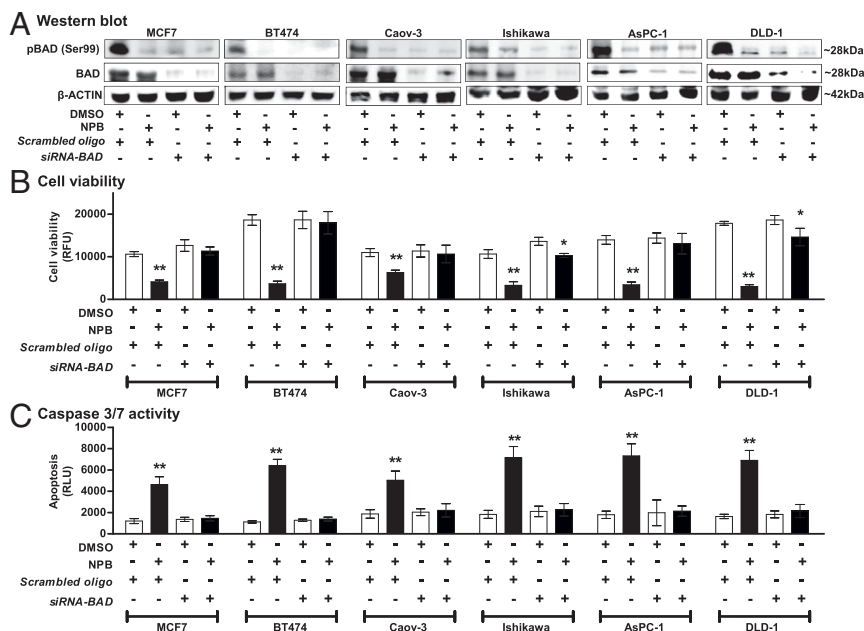 A Western blot
MCF7 BT474 Caov-3 Ishikawa AsPC-1 DLD-1
pBAD (Ser99) ~28kDa
BAD ~28kDa
β-ACTIN ~42kDa
DMSO + - + - + - + - + - + - + - + - + - + - + - + -
NPB - + - + - + - + - + - + - + - + - + - + - + - +
Scrambled oligo + + - - + + - - + + - - + + - - + + - - + + - -
siRNA-BAD - - + + - - + + - - + + - - + + - - + + - - + +
B Cell viability
Cell viability
(RFU)
20000
10000
0
** ** ** ** * ** ** *
DMSO + - + - + - + - + - + - + - + - + - + - + - + -
NPB - + - + - + - + - + - + - + - + - + - + - + - +
Scrambled oligo + + - - + + - - + + - - + + - - + + - - + + - -
siRNA-BAD - - + + - - + + - - + + - - + + - - + + - - + +
MCF7 BT474 Caov-3 Ishikawa AsPC-1 DLD-1
C Caspase 3/7 activity
Apoptosis
(RLU)
10000
8000
6000
4000
2000
0
** ** ** ** ** **
DMSO + - + - + - + - + - + - + - + - + - + - + - + -
NPB - + - + - + - + - + - + - + - + - + - + - + - +
Scrambled oligo + + - - + + - - + + - - + + - - + + - - + + - -
siRNA-BAD - - + + - - + + - - + + - - + + - - + + - - + +
MCF7 BT474 Caov-3 Ishikawa AsPC-1 DLD-1